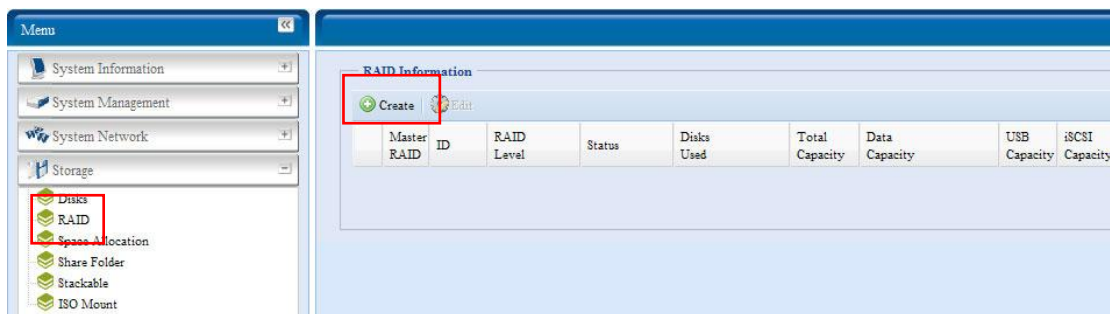 Menu
System Information
System Management
System Network
Storage
Disks
RAID
Space Allocation
Share Folder
Stackable
ISO Mount
RAID Information
Create Edit
Master RAID ID RAID Level Status Disks Used Total Capacity Data Capacity USB Capacity iSCSI Capacity